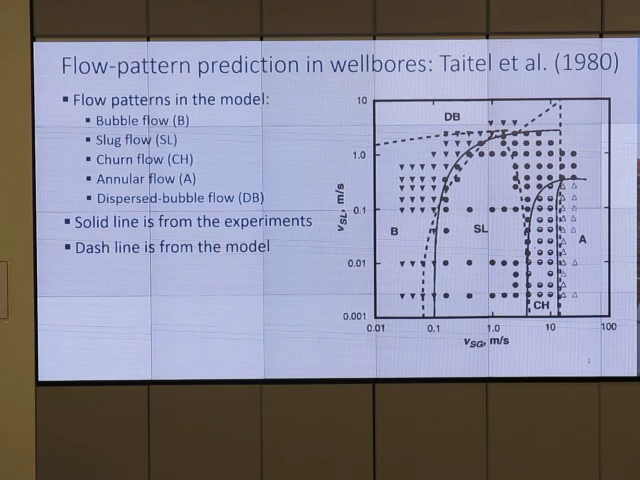 Flow-pattern prediction in wellbores: Taitel et al. (1980)
▪ Flow patterns in the model:
▪ Bubble flow (B)
▪ Slug flow (SL)
▪ Churn flow (CH)
▪ Annular flow (A)
▪ Dispersed-bubble flow (DB)
▪ Solid line is from the experiments
▪ Dash line is from the model
10
1.0
0.1
0.01
0.001
vSL, m/s
DB
B
SL
CH
A
0.01
0.1
1.0
10
100
vSG, m/s
1